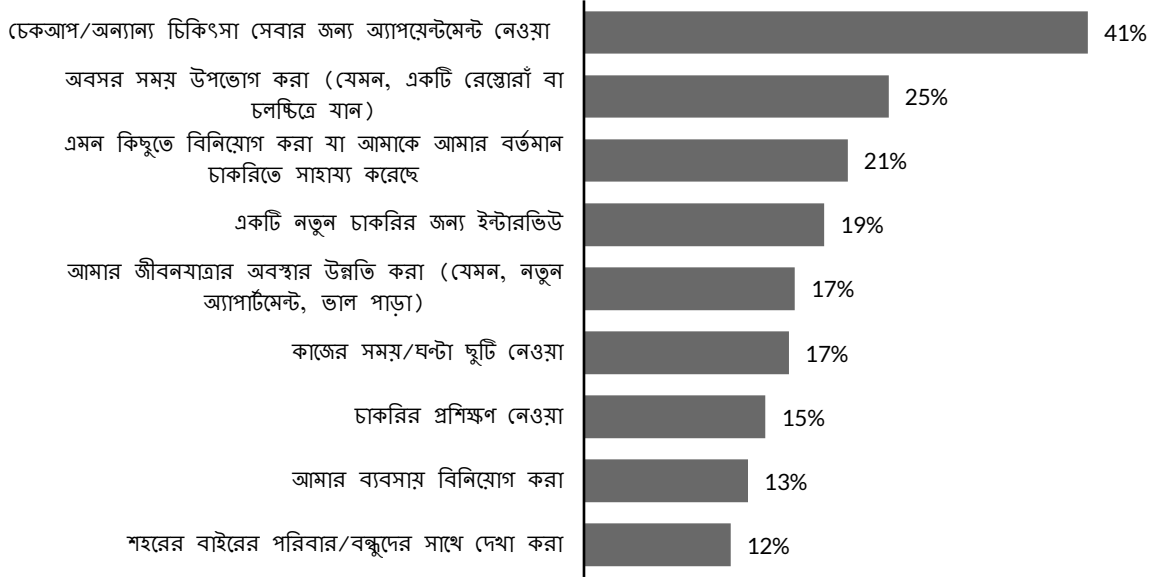 চেকআপ/অন্যান্য চিকিৎসা সেবার জন্য অ্যাপয়েন্টমেন্ট নেওয়া
41%
অবসর সময় উপভোগ করা (যেমন, একটি রেস্তোরাঁ বা
চলচ্চিত্রে যান)
25%
এমন কিছুতে বিনিয়োগ করা যা আমাকে আমার বর্তমান
চাকরিতে সাহায্য করেছে
21%
একটি নতুন চাকরির জন্য ইন্টারভিউ
19%
আমার জীবনযাত্রার অবস্থার উন্নতি করা (যেমন, নতুন
অ্যাপার্টমেন্ট, ভাল পাড়া)
17%
কাজের সময়/ঘণ্টা ছুটি নেওয়া
17%
চাকরির প্রশিক্ষণ নেওয়া
15%
আমার ব্যবসায় বিনিয়োগ করা
13%
শহরের বাইরের পরিবার/বন্ধুদের সাথে দেখা করা
12%